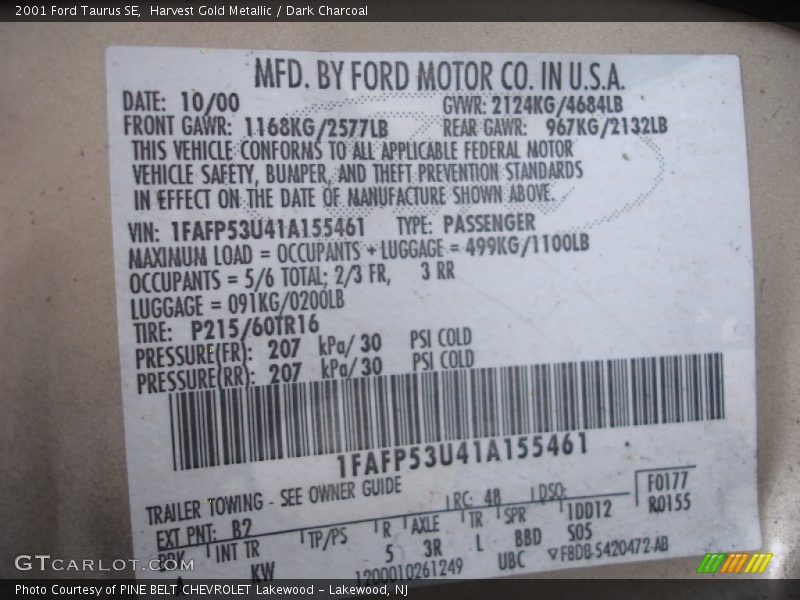 2001 Ford Taurus SE, Harvest Gold Metallic / Dark Charcoal
MFD. BY FORD MOTOR CO. IN U.S.A.
DATE: 10/00 GVWR: 2124KG/4684LB
FRONT GAWR: 1168KG/2577LB REAR GAWR: 967KG/2132LB
THIS VEHICLE CONFORMS TO ALL APPLICABLE FEDERAL MOTOR
VEHICLE SAFETY, BUMPER, AND THEFT PREVENTION STANDARDS
IN EFFECT ON THE DATE OF MANUFACTURE SHOWN ABOVE.
VIN: 1FAFP53U41A155461 TYPE: PASSENGER
MAXIMUM LOAD = OCCUPANTS + LUGGAGE = 499KG/1100LB
OCCUPANTS = 5/6 TOTAL; 2/3 FR, 3 RR
LUGGAGE = 091KG/0200LB
TIRE: P215/60TR16
PRESSURE(FR): 207 kPa/ 30 PSI COLD
PRESSURE(RR): 207 kPa/ 30 PSI COLD
1FAFP53U41A155461
TRAILER TOWING - SEE OWNER GUIDE RC: 48 DSO: F0177
EXT PNT: B2 R0155
BRK INT TR TP/PS R AXLE TR SPR 1DD12
4 KW 5 3R L BBD S05
1200010261249 UBC F8DB-5420472-AB
GTCARLOT.COM
Photo Courtesy of PINE BELT CHEVROLET Lakewood - Lakewood, NJ